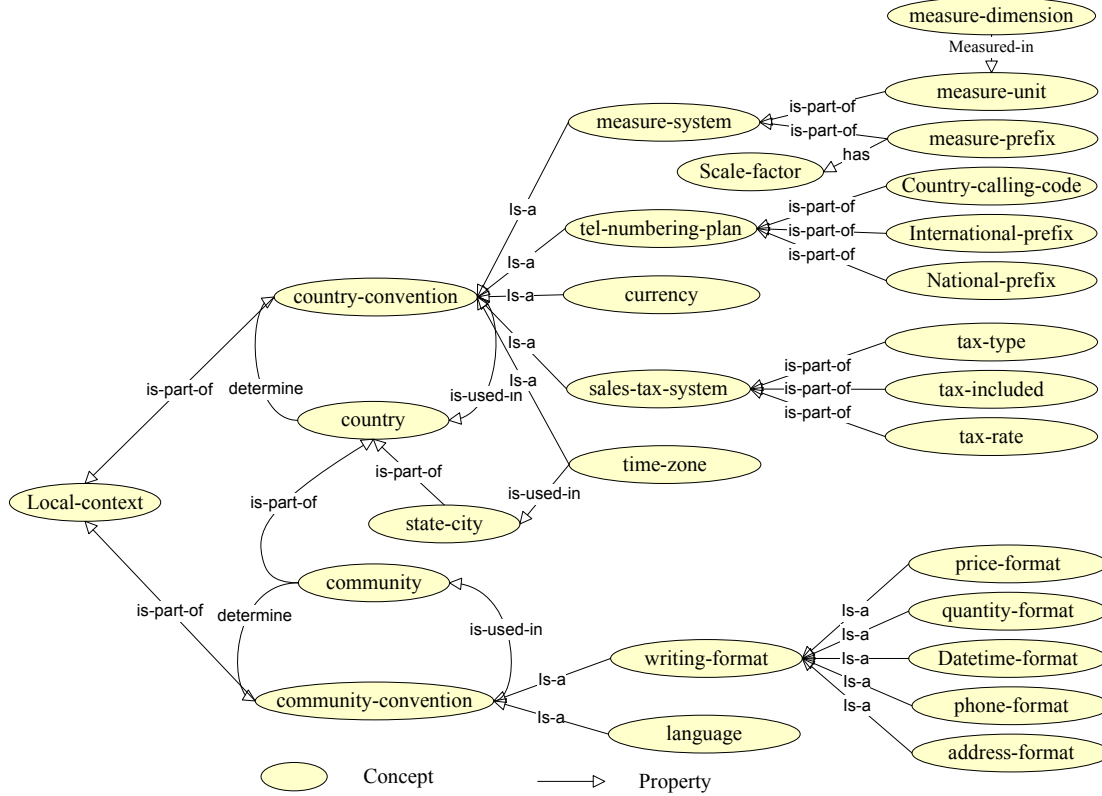 measure-dimension
Measured-in
measure-unit
is-part-of
measure-system
is-part-of
measure-prefix
has
Scale-factor
Country-calling-code
is-part-of
Is-a
tel-numbering-plan
is-part-of
International-prefix
is-part-of
Is-a
National-prefix
country-convention
Is-a
currency
Is-a
tax-type
is-part-of
is-part-of
determine
Is-a
is-used-in
sales-tax-system
is-part-of
tax-included
is-part-of
country
tax-rate
is-part-of
time-zone
is-used-in
Local-context
is-part-of
state-city
price-format
community
Is-a
is-part-of
determine
quantity-format
is-used-in
Is-a
writing-format
Is-a
Datetime-format
Is-a
Is-a
phone-format
community-convention
Is-a
Is-a
language
address-format
Concept
Property